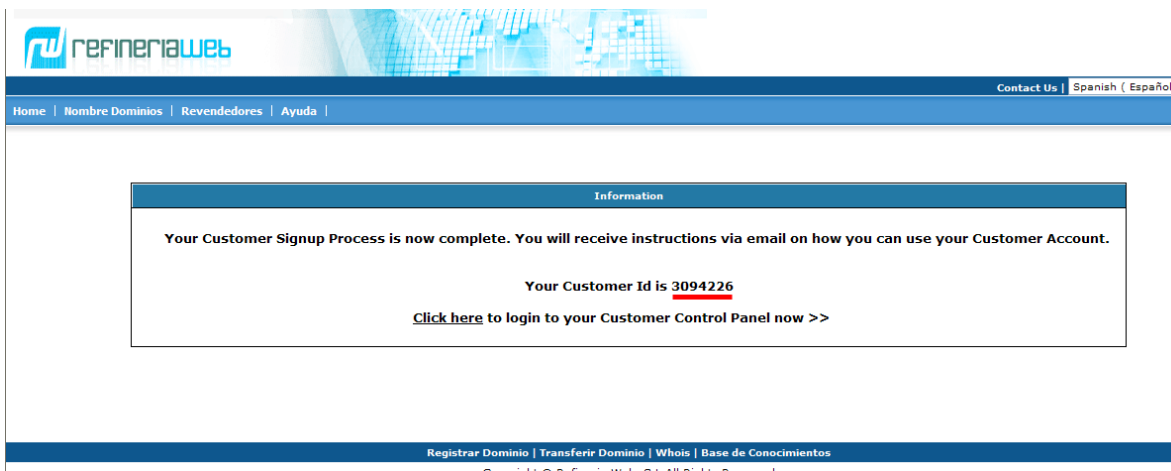 refineriaweb
Contact Us | Spanish ( Español
Home | Nombre Dominios | Revendedores | Ayuda |
Information
Your Customer Signup Process is now complete. You will receive instructions via email on how you can use your Customer Account.
Your Customer Id is 3094226
Click here to login to your Customer Control Panel now >>
Registrar Dominio | Transferir Dominio | Whois | Base de Conocimientos